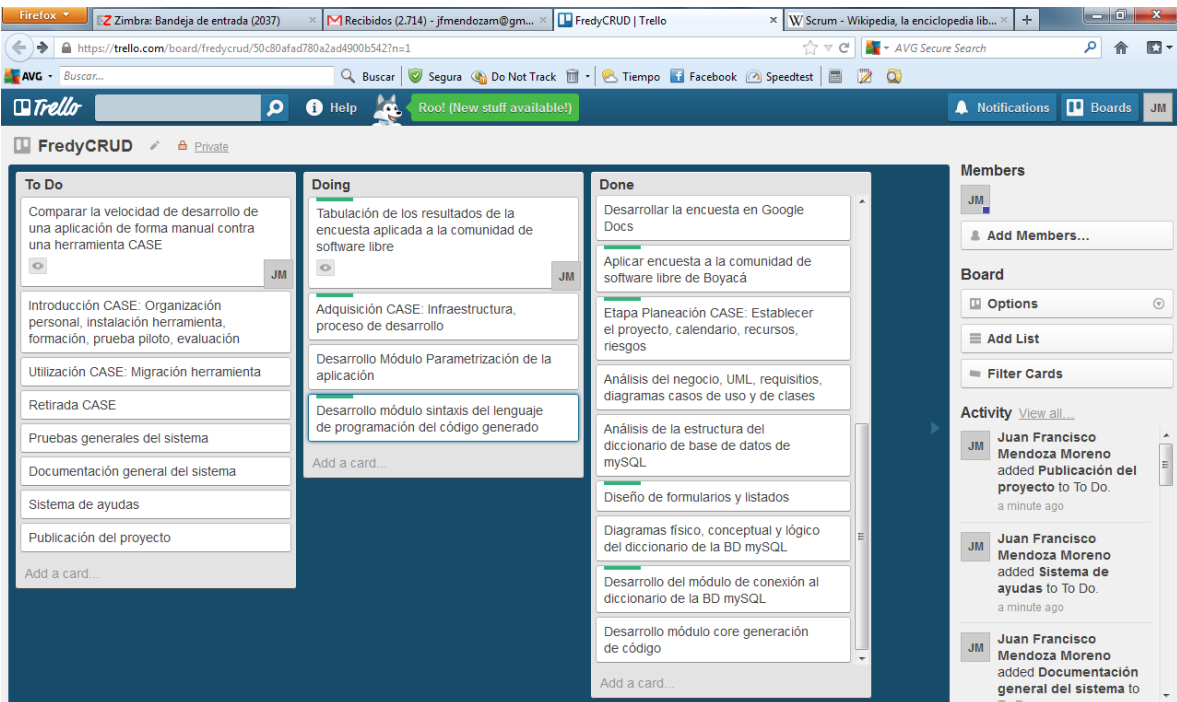 Firefox
Zimbra: Bandeja de entrada (2037)
Recibidos (2.714) - jfmendozam@gm...
FredyCRUD | Trello
Scrum - Wikipedia, la enciclopedia lib...
https://trello.com/board/fredycrud/50c80afad780a2ad4900b542?n=1
AVG Secure Search
AVG
Buscar...
Buscar
Segura
Do Not Track
Tiempo
Facebook
Speedtest
Trello
Help
Roo! (New stuff available!)
Notifications
Boards
JM
FredyCRUD
Private
To Do
Comparar la velocidad de desarrollo de
una aplicación de forma manual contra
una herramienta CASE
JM
Introducción CASE: Organización
personal, instalación herramienta,
formación, prueba piloto, evaluación
Utilización CASE: Migración herramienta
Retirada CASE
Pruebas generales del sistema
Documentación general del sistema
Sistema de ayudas
Publicación del proyecto
Add a card...
Doing
Tabulación de los resultados de la
encuesta aplicada a la comunidad de
software libre
JM
Adquisición CASE: Infraestructura,
proceso de desarrollo
Desarrollo Módulo Parametrización de la
aplicación
Desarrollo módulo sintaxis del lenguaje
de programación del código generado
Add a card...
Done
Desarrollar la encuesta en Google
Docs
Aplicar encuesta a la comunidad de
software libre de Boyacá
Etapa Planeación CASE: Establecer
el proyecto, calendario, recursos,
riesgos
Análisis del negocio, UML, requisitios,
diagramas casos de uso y de clases
Análisis de la estructura del
diccionario de base de datos de
mySQL
Diseño de formularios y listados
Diagramas físico, conceptual y lógico
del diccionario de la BD mySQL
Desarrollo del módulo de conexión al
diccionario de la BD mySQL
Desarrollo módulo core generación
de código
Add a card...
Members
JM
Add Members...
Board
Options
Add List
Filter Cards
Activity View all...
JM
Juan Francisco
Mendoza Moreno
added Publicación del
proyecto to To Do.
a minute ago
JM
Juan Francisco
Mendoza Moreno
added Sistema de
ayudas to To Do.
a minute ago
JM
Juan Francisco
Mendoza Moreno
added Documentación
general del sistema to